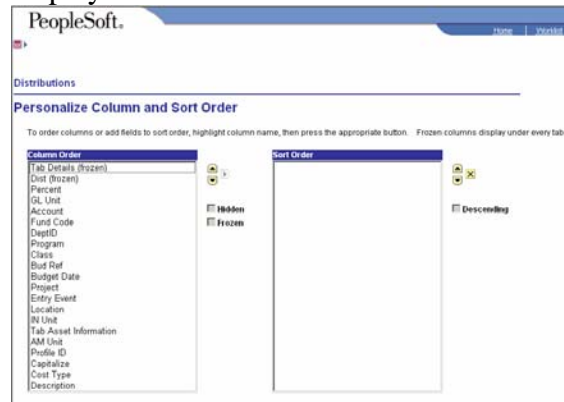 PeopleSoft.
Home | Worklist
Distributions
Personalize Column and Sort Order
To order columns or add fields to sort order, highlight column name, then press the appropriate button. Frozen columns display under every tab
Column Order
Sort Order
Tab Details (frozen)
Dist (frozen)
Percent
GL Unit
Account
Hidden
Descending
Fund Code
Frozen
DeptID
Program
Class
Bud Ref
Budget Date
Project
Entry Event
Location
IN Unit
Tab Asset Information
AM Unit
Profile ID
Capitalize
Cost Type
Description